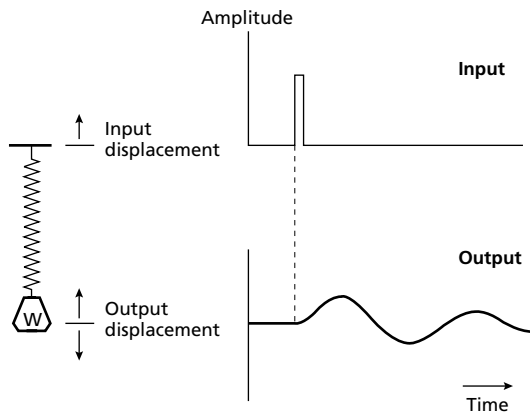 Amplitude
Input
Input
displacement
W
Output
displacement
Output
Time